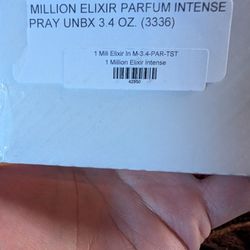 MILLION ELIXIR PARFUM INTENSE
PRAY UNBX 3.4 OZ. (3336)
1 Mili Elixir In M-3.4-PAR-TST
1 Million Elixir Intense
42950